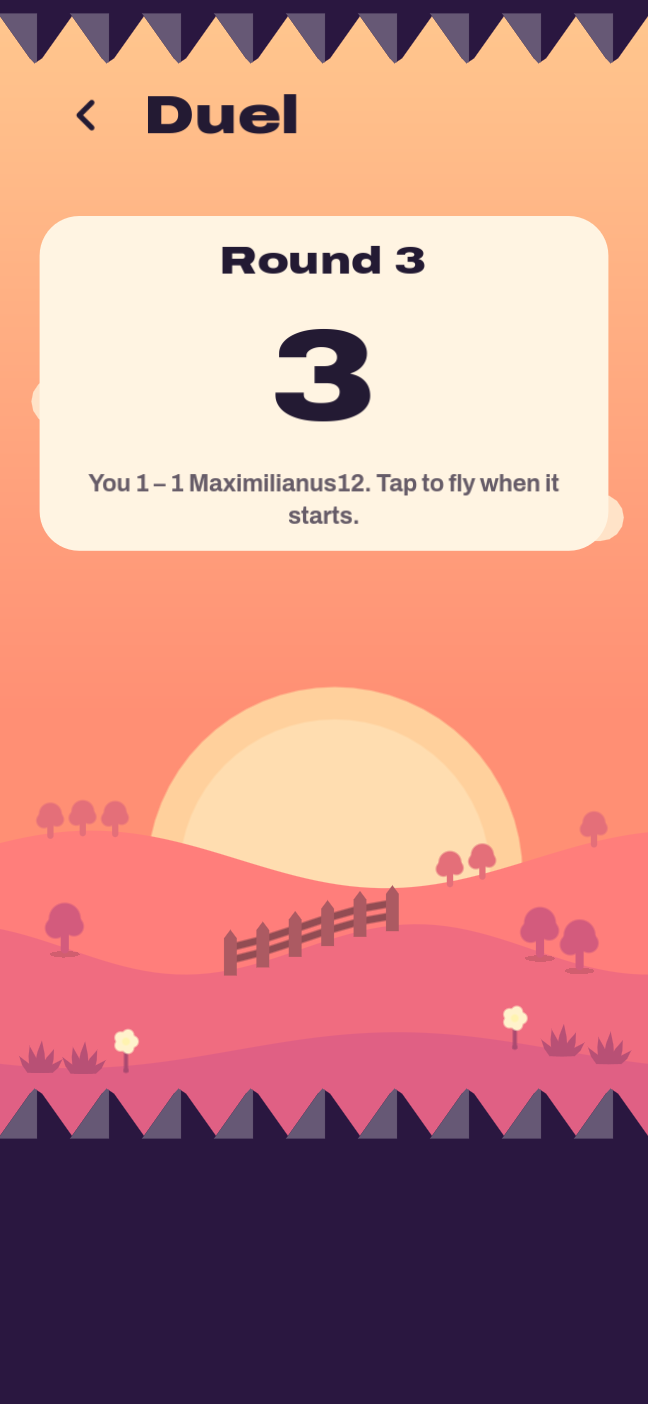 Duel
Round 3
3
You 1 – 1 Maximilianus12. Tap to fly when it
starts.